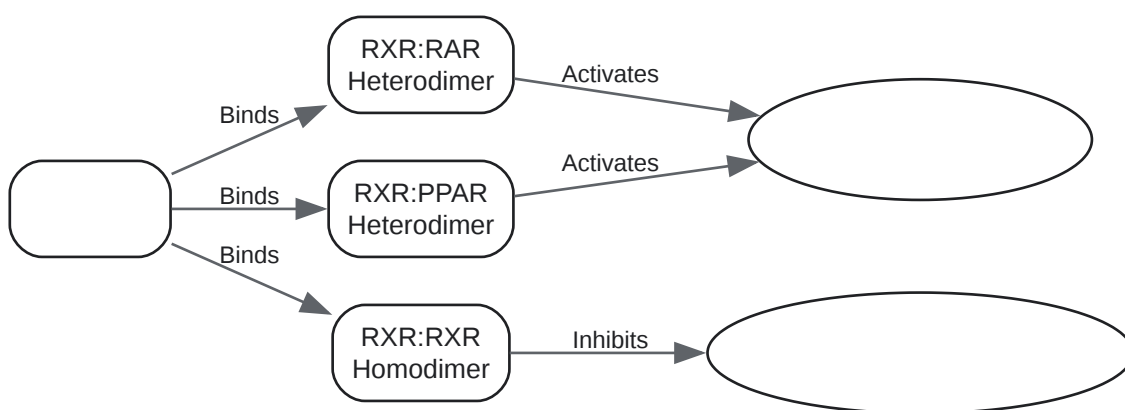 RXR:RAR
Heterodimer
Activates
Binds
Activates
Binds
RXR:PPAR
Heterodimer
Binds
RXR:RXR
Homodimer
Inhibits